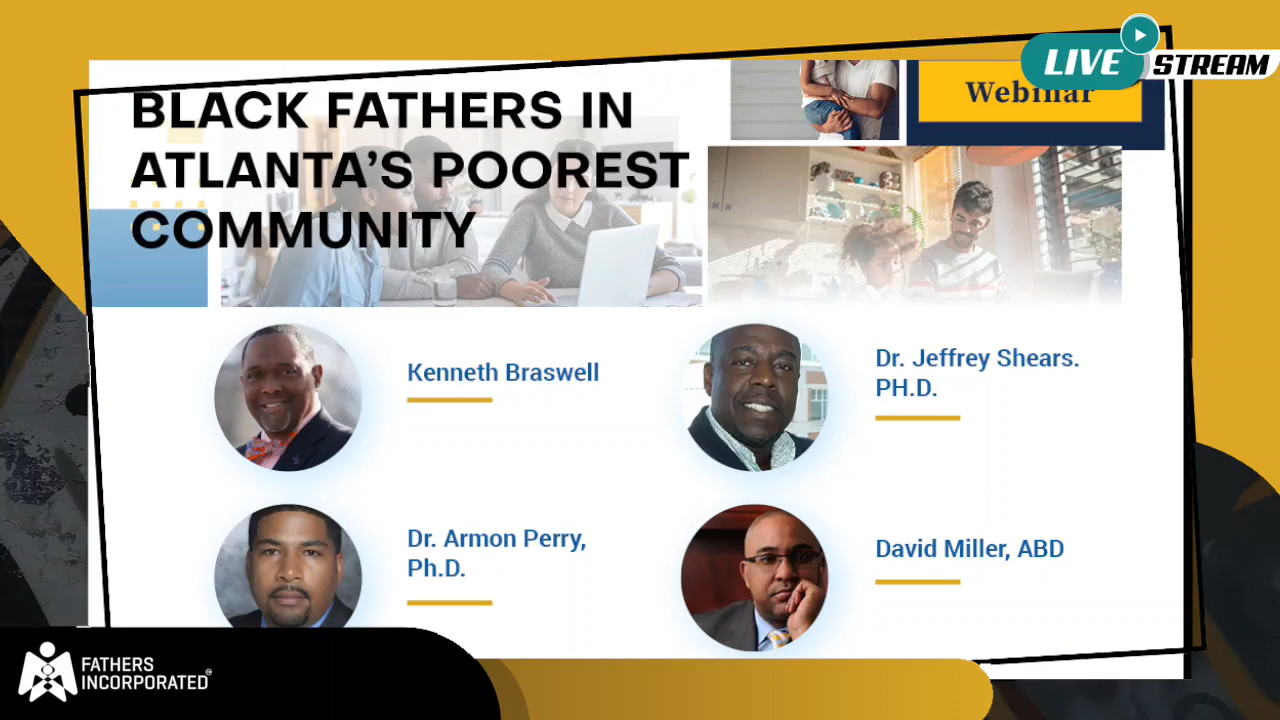 LIVE STREAM
Webinar
BLACK FATHERS IN
ATLANTA'S POOREST
COMMUNITY
Kenneth Braswell
Dr. Jeffrey Shears.
PH.D.
Dr. Armon Perry,
Ph.D.
David Miller, ABD
FATHERS
INCORPORATED